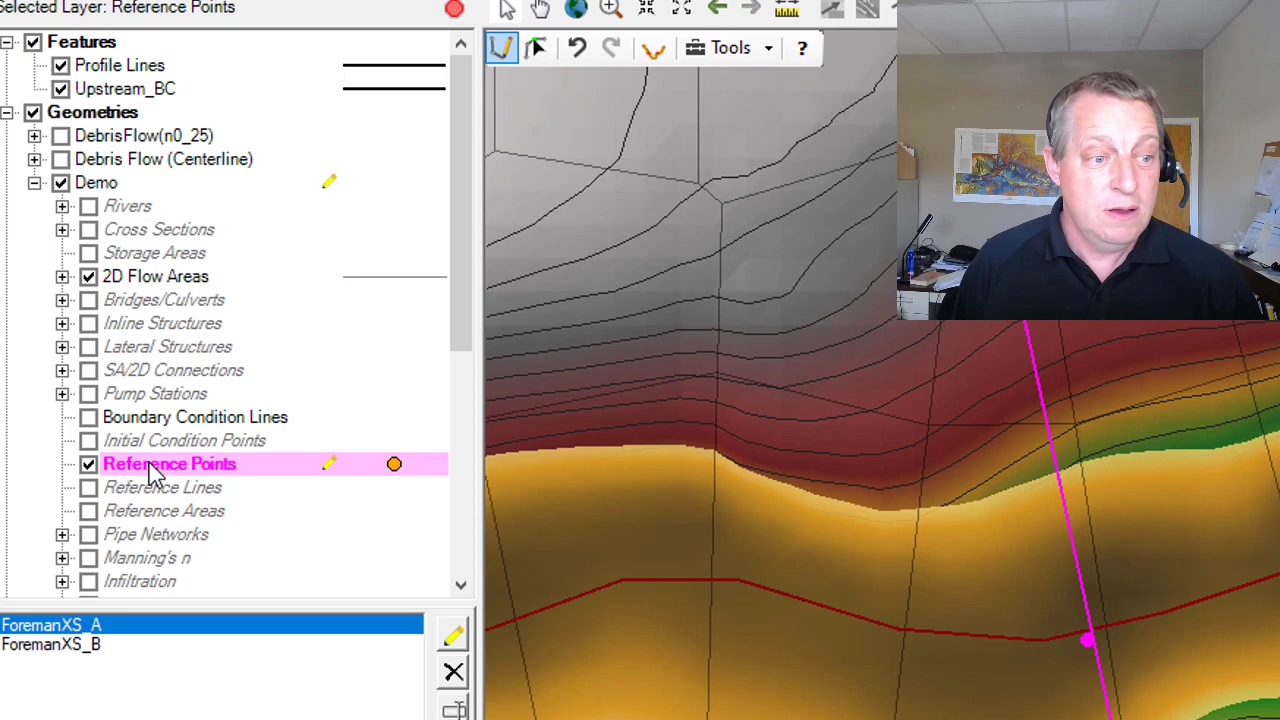 Selected Layer: Reference Points
Features
Profile Lines
Upstream_BC
Geometries
DebrisFlow(n0_25)
Debris Flow (Centerline)
Demo
Rivers
Cross Sections
Storage Areas
2D Flow Areas
Bridges/Culverts
Inline Structures
Lateral Structures
SA/2D Connections
Pump Stations
Boundary Condition Lines
Initial Condition Points
Reference Points
Reference Lines
Reference Areas
Pipe Networks
Manning's n
Infiltration
ForemanXS_A
ForemanXS_B
Tools ?